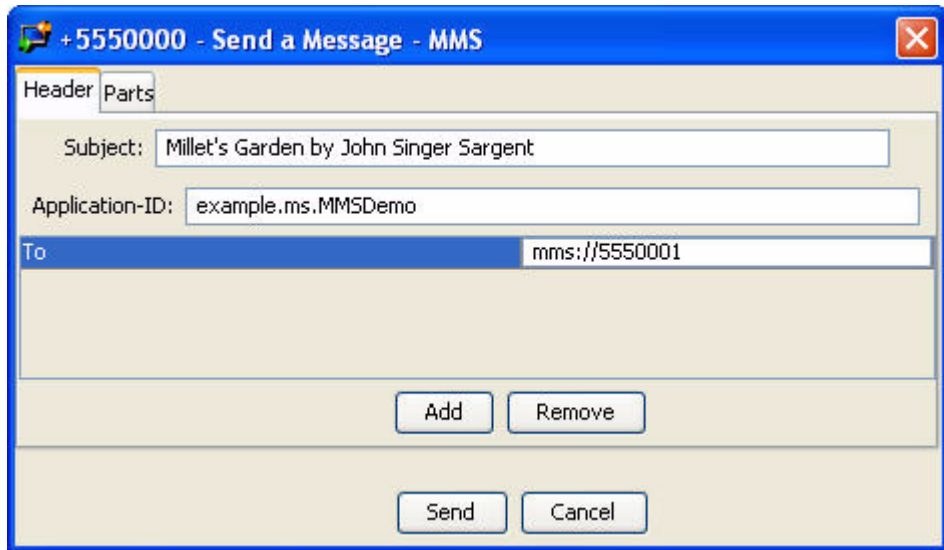 +5550000 - Send a Message - MMS
Header Parts
Subject: Millet's Garden by John Singer Sargent
Application-ID: example.ms.MMSDemo
To mms://5550001
Add Remove
Send Cancel